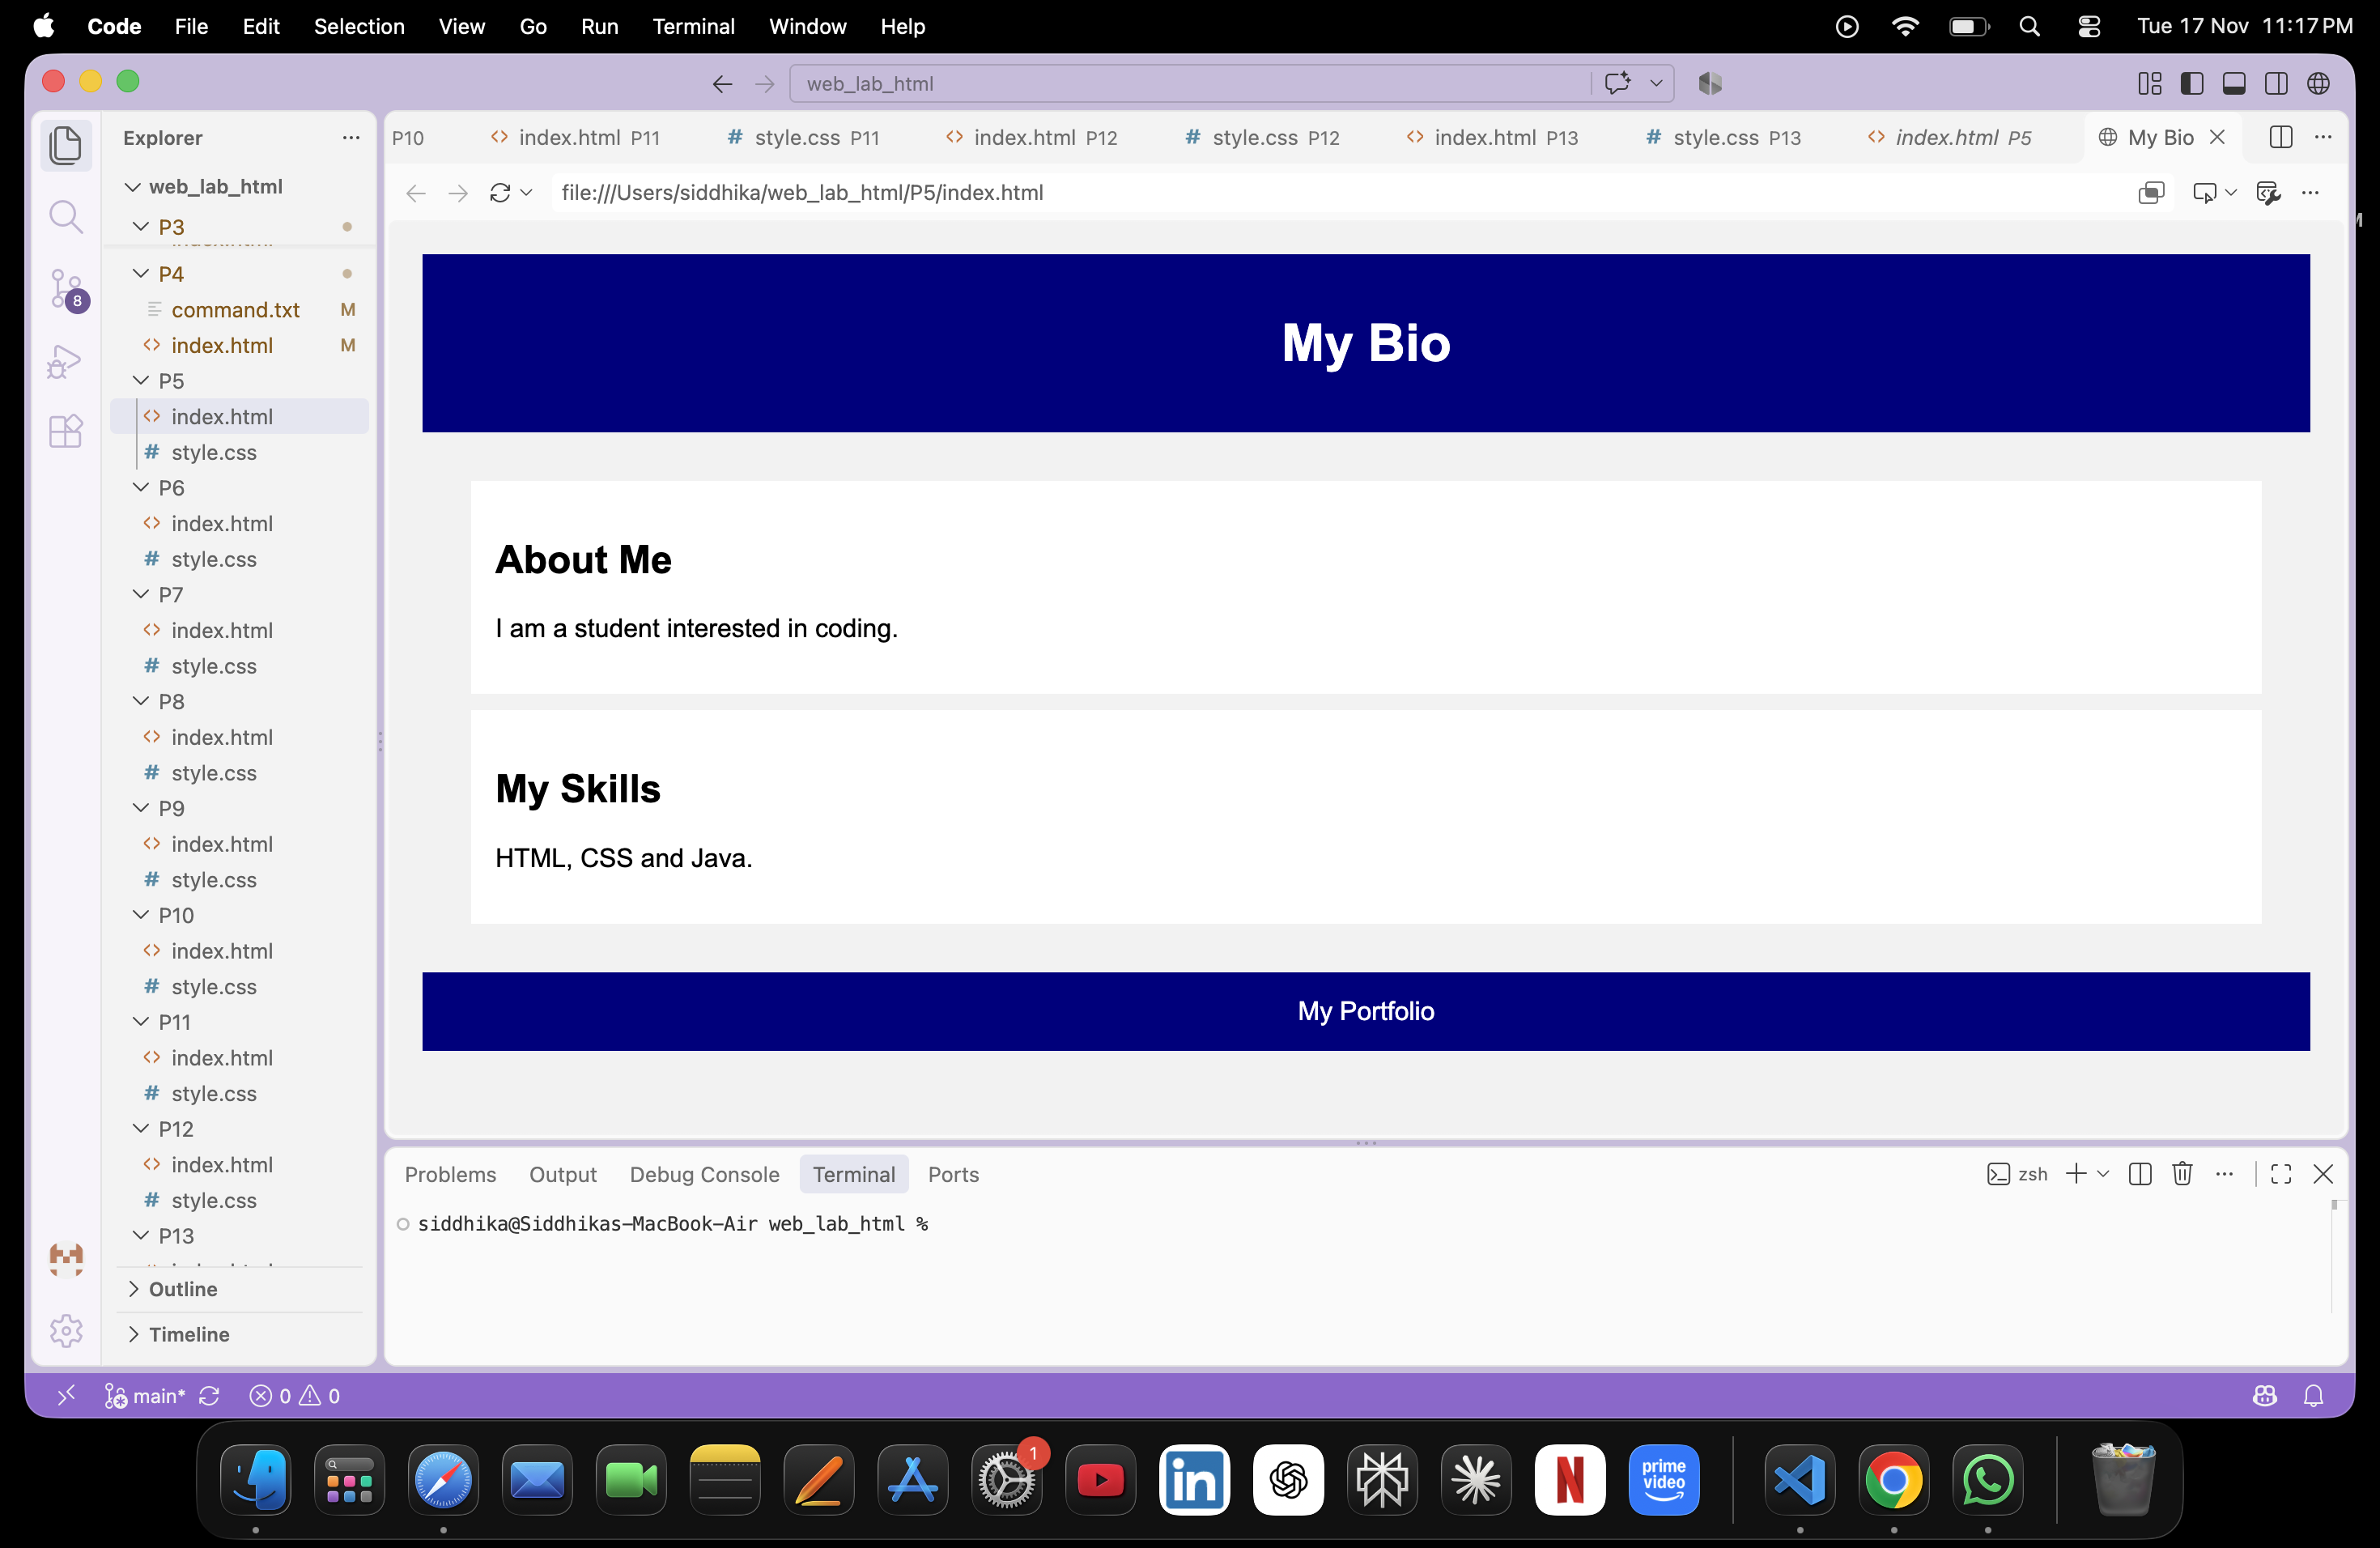 Code File Edit Selection View Go Run Terminal Window Help Tue 17 Nov 11:17 PM
web_lab_html
Explorer
web_lab_html
P3
P4
command.txt M
index.html M
P5
index.html
style.css
P6
index.html
style.css
P7
index.html
style.css
P8
index.html
style.css
P9
index.html
style.css
P10
index.html
style.css
P11
index.html
style.css
P12
index.html
style.css
P13
Outline
Timeline
8
P10 index.html P11 # style.css P11 index.html P12 # style.css P12 index.html P13 # style.css P13 index.html P5 My Bio
file:///Users/siddhika/web_lab_html/P5/index.html
My Bio
About Me
I am a student interested in coding.
My Skills
HTML, CSS and Java.
My Portfolio
Problems Output Debug Console Terminal Ports zsh
siddhika@Siddhikas-MacBook-Air web_lab_html %
main* 0 0
1
in
N
prime
video